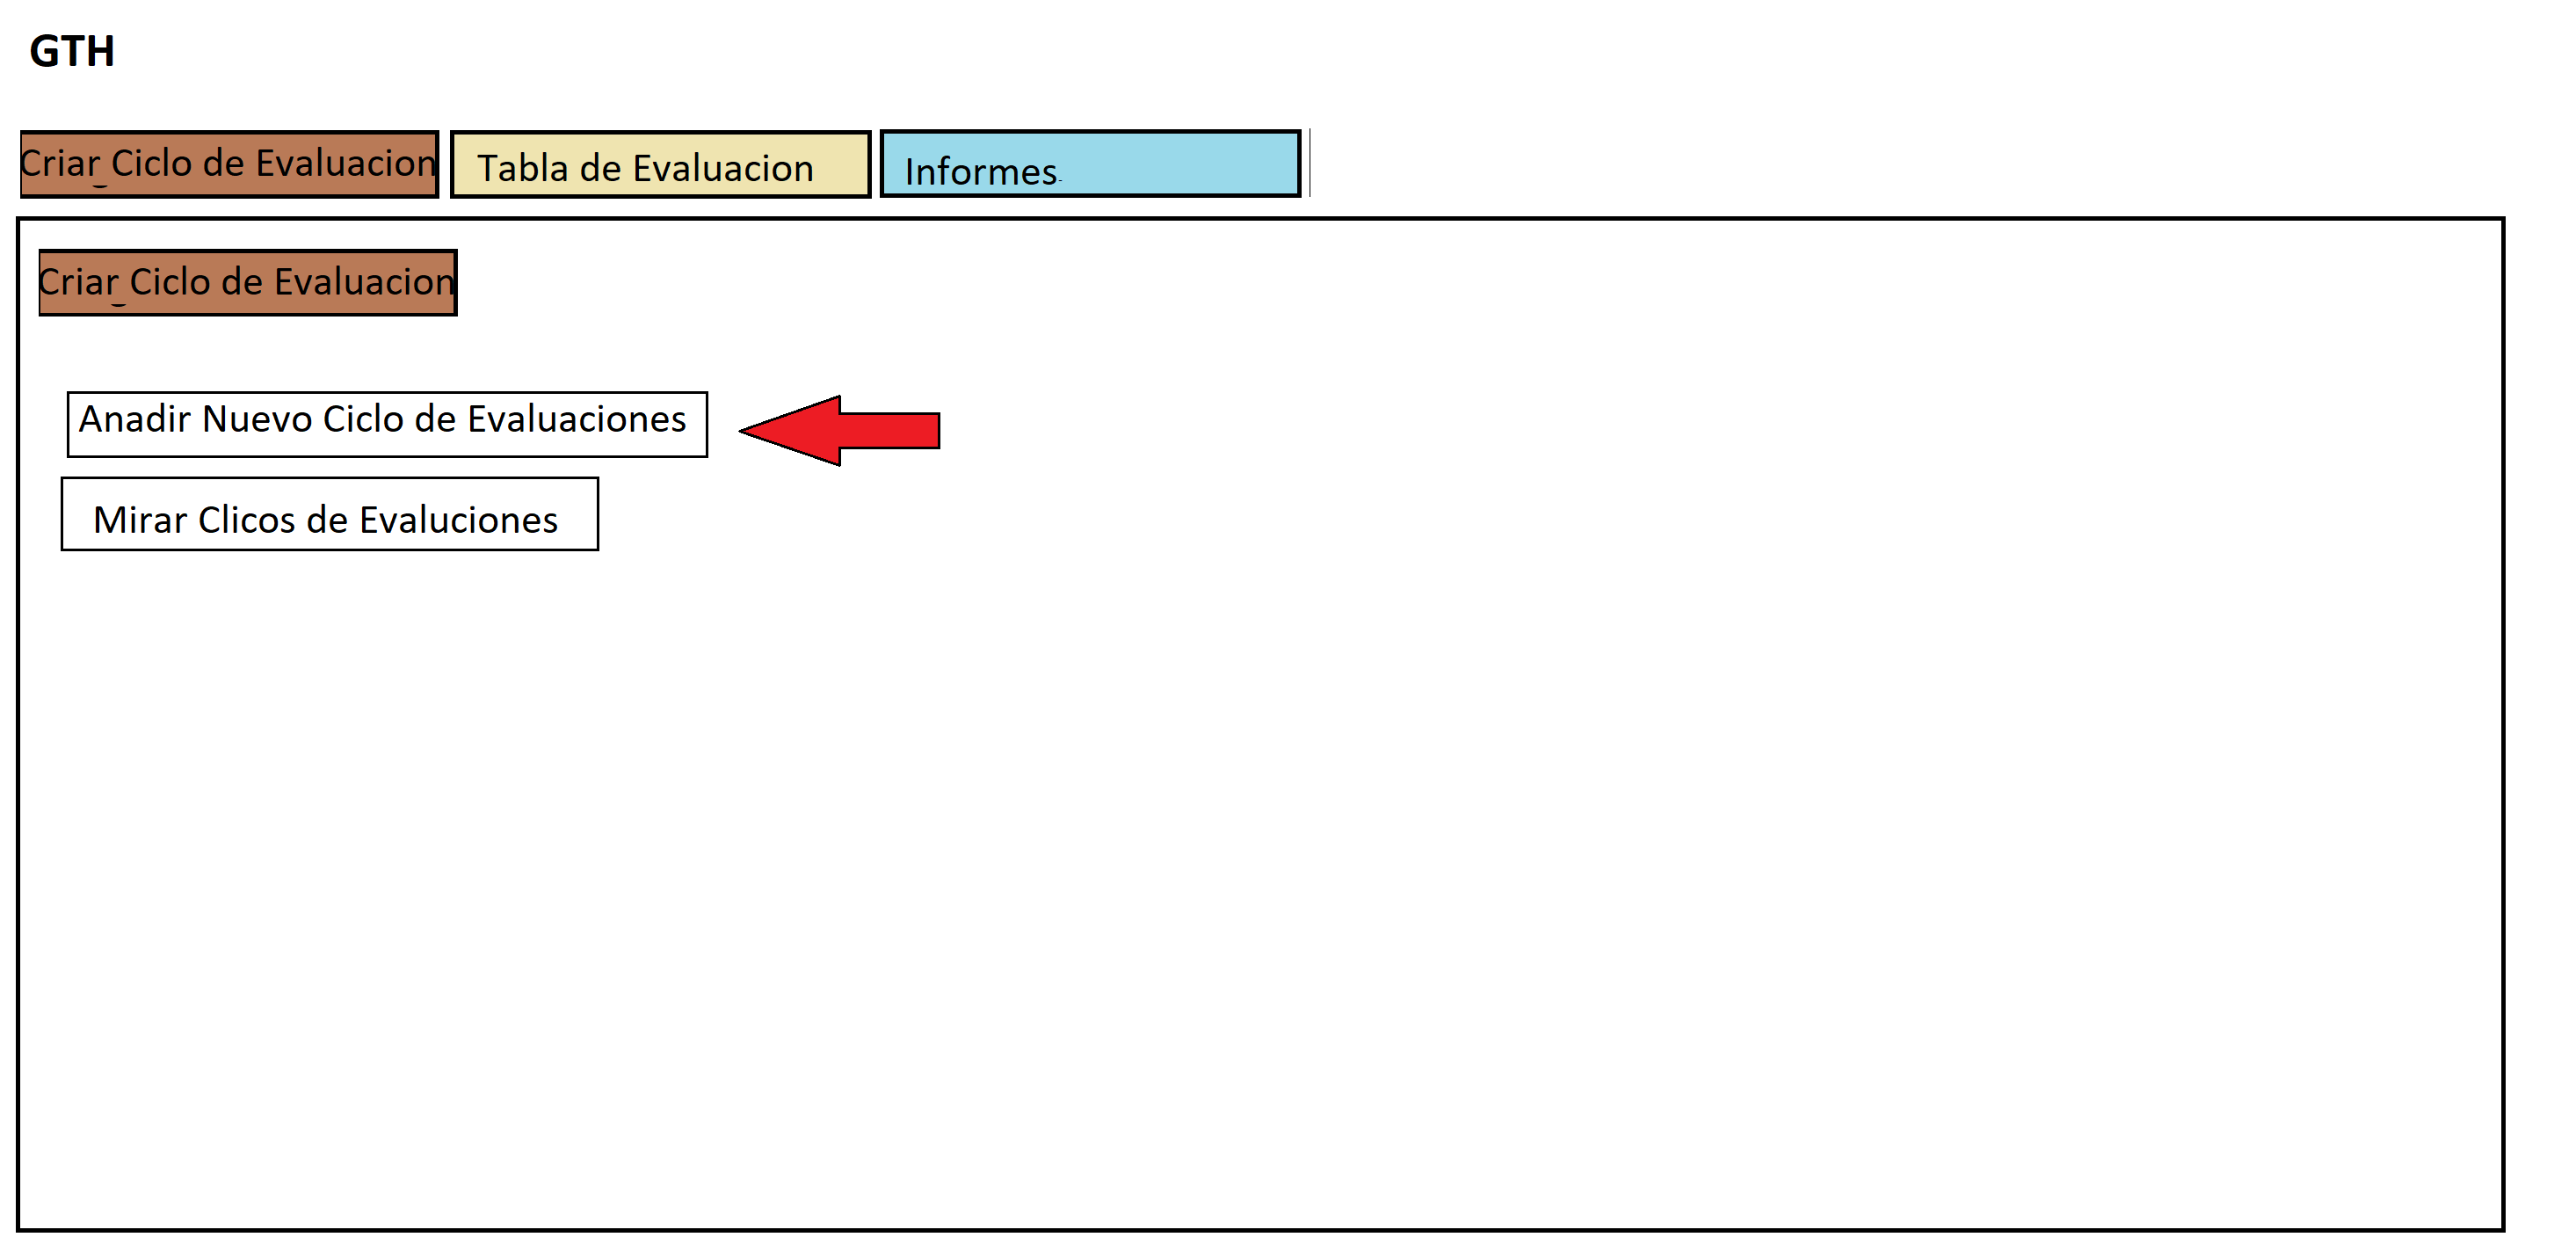 GTH
Criar Ciclo de Evaluacion
Tabla de Evaluacion
Informes
Criar Ciclo de Evaluacion
Anadir Nuevo Ciclo de Evaluaciones
Mirar Clicos de Evaluciones